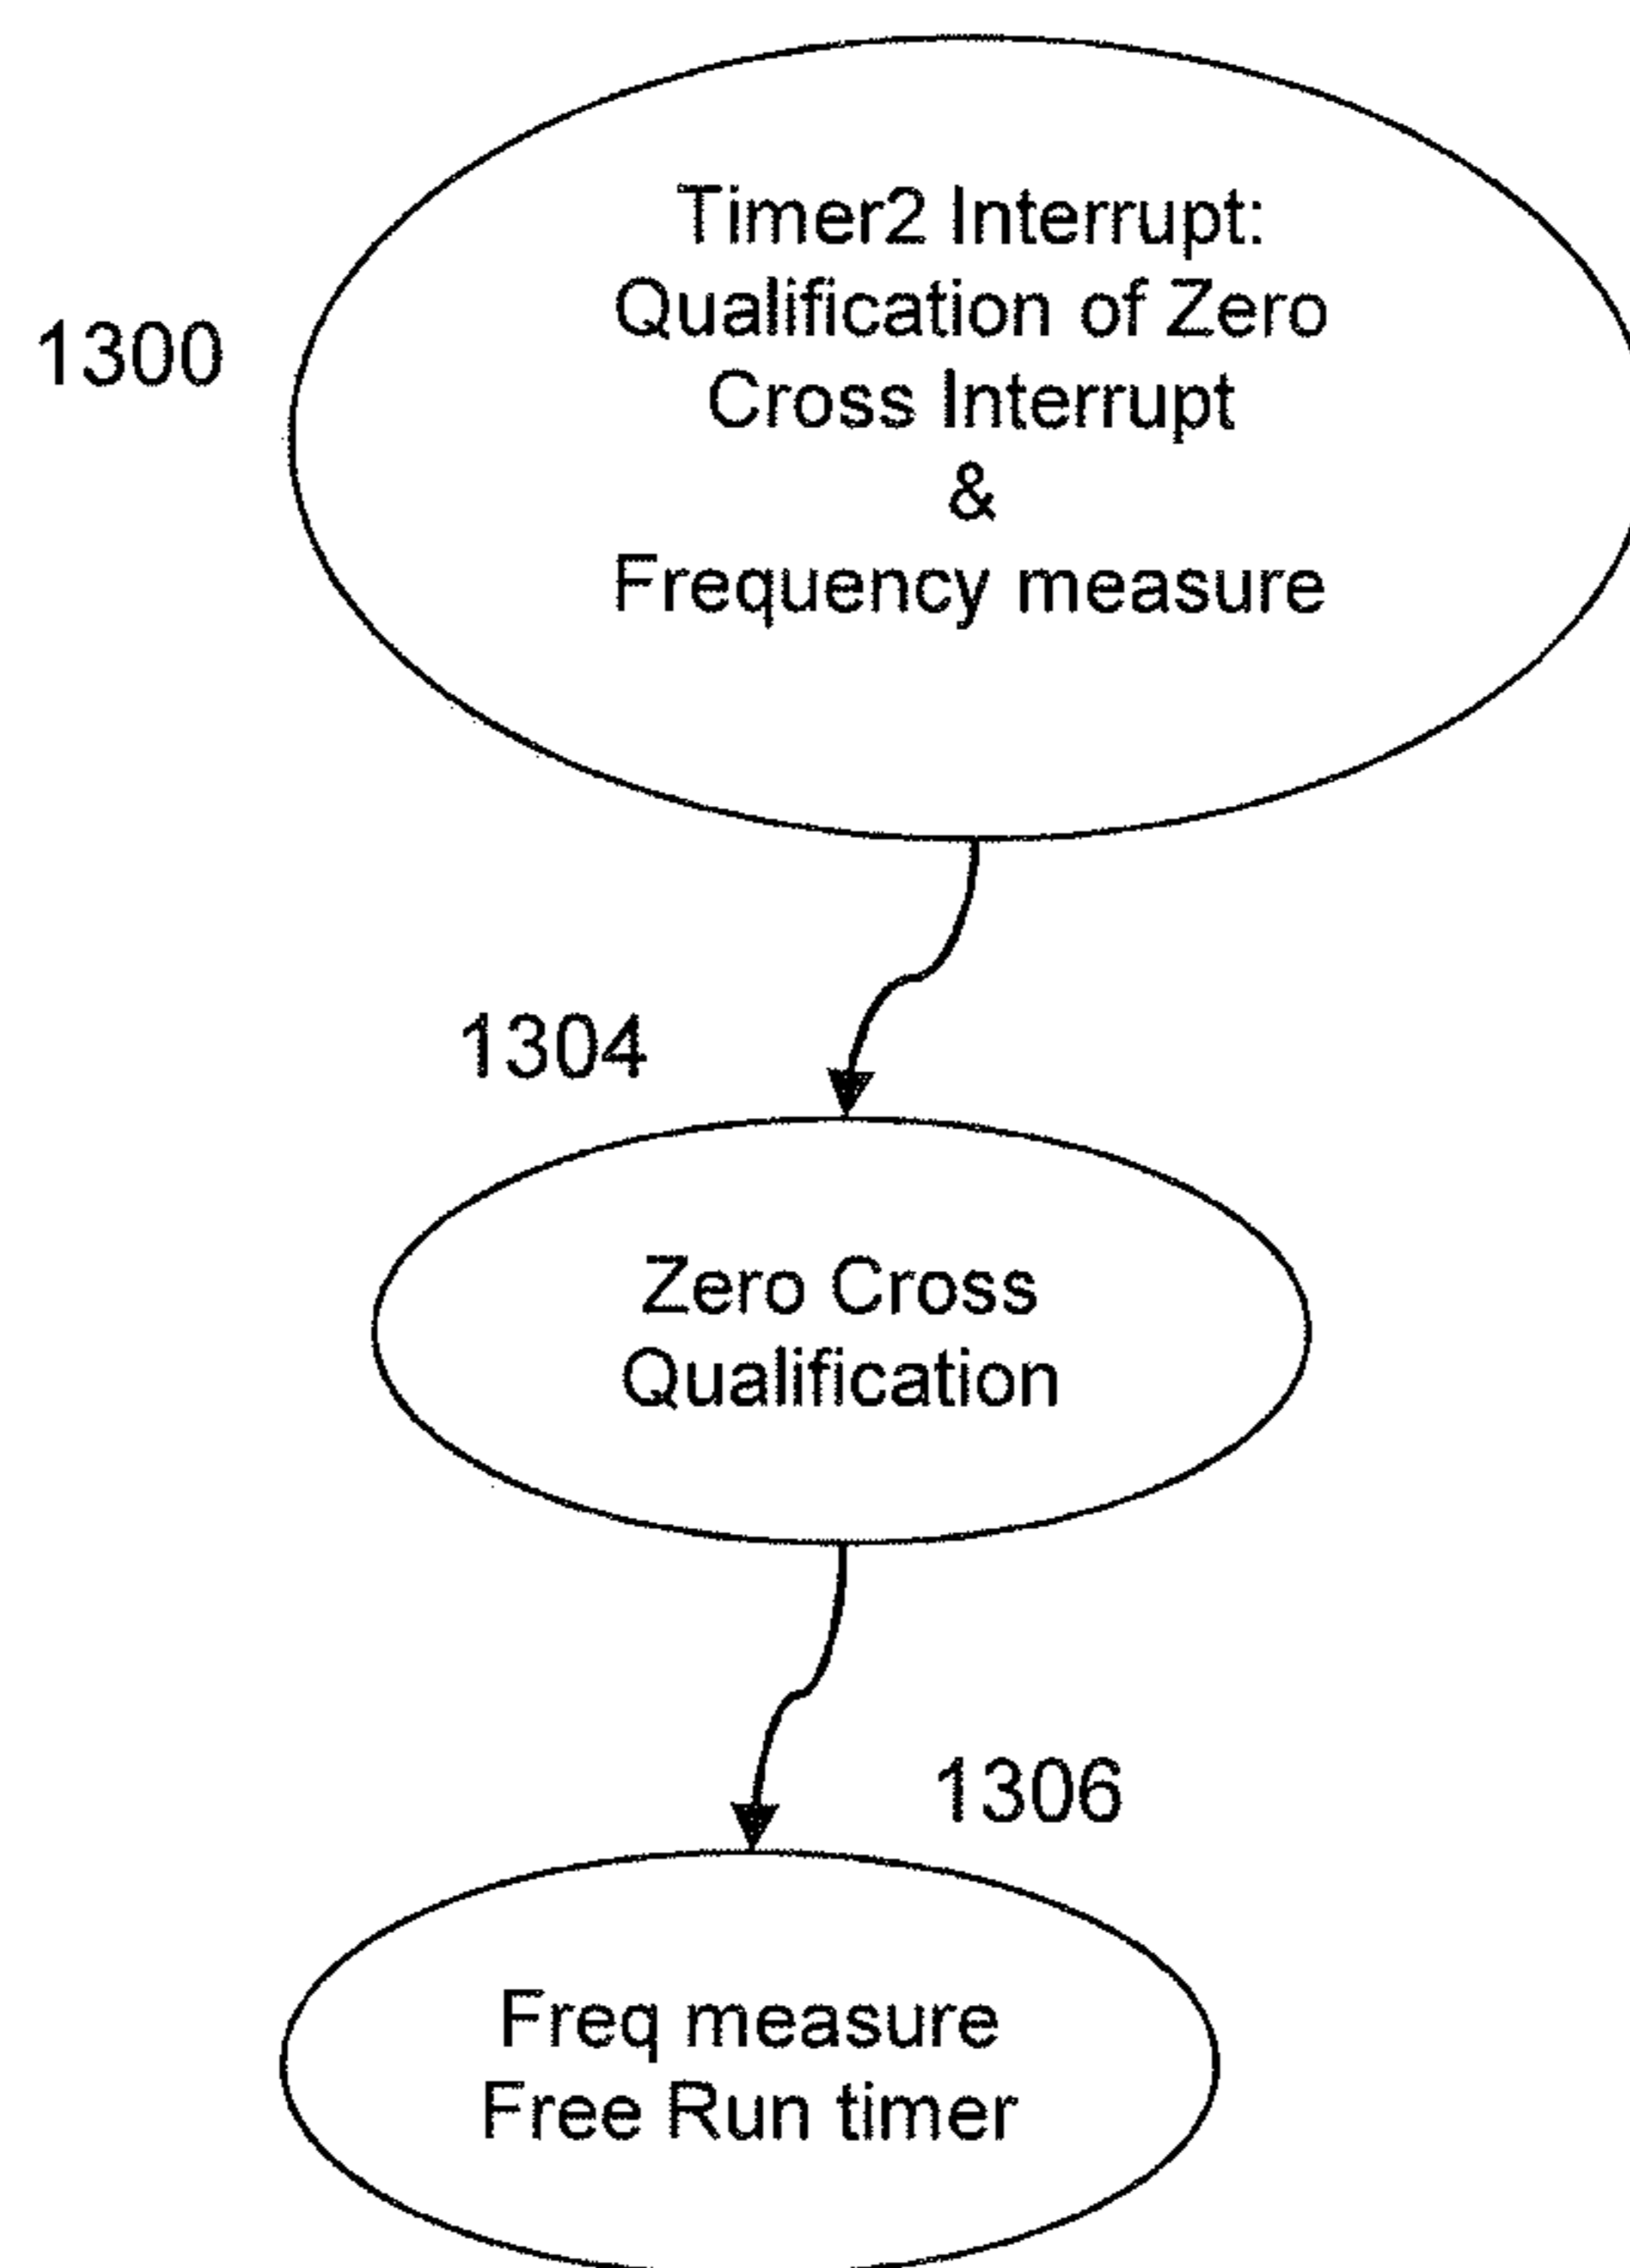 1300
Timer2 Interrupt:
Qualification of Zero
Cross Interrupt
&
Frequency measure
1304
Zero Cross
Qualification
1306
Freq measure
Free Run timer